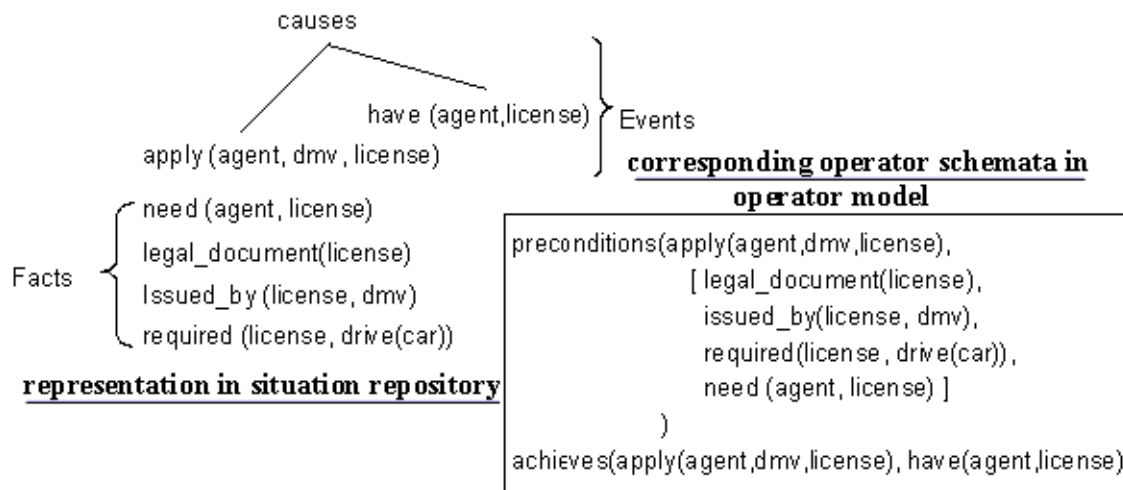 causes
have (agent,license)
Events
apply (agent, dmv, license)
corresponding operator schemata in
operator model
need (agent, license)
legal_document(license)
Issued_by (license, dmv)
required (license, drive(car))
Facts
representation in situation repository
preconditions(apply(agent,dmv,license),
[ legal_document(license),
issued_by(license, dmv),
required(license, drive(car)),
need (agent, license) ]
)
achieves(apply(agent,dmv,license), have(agent,license)